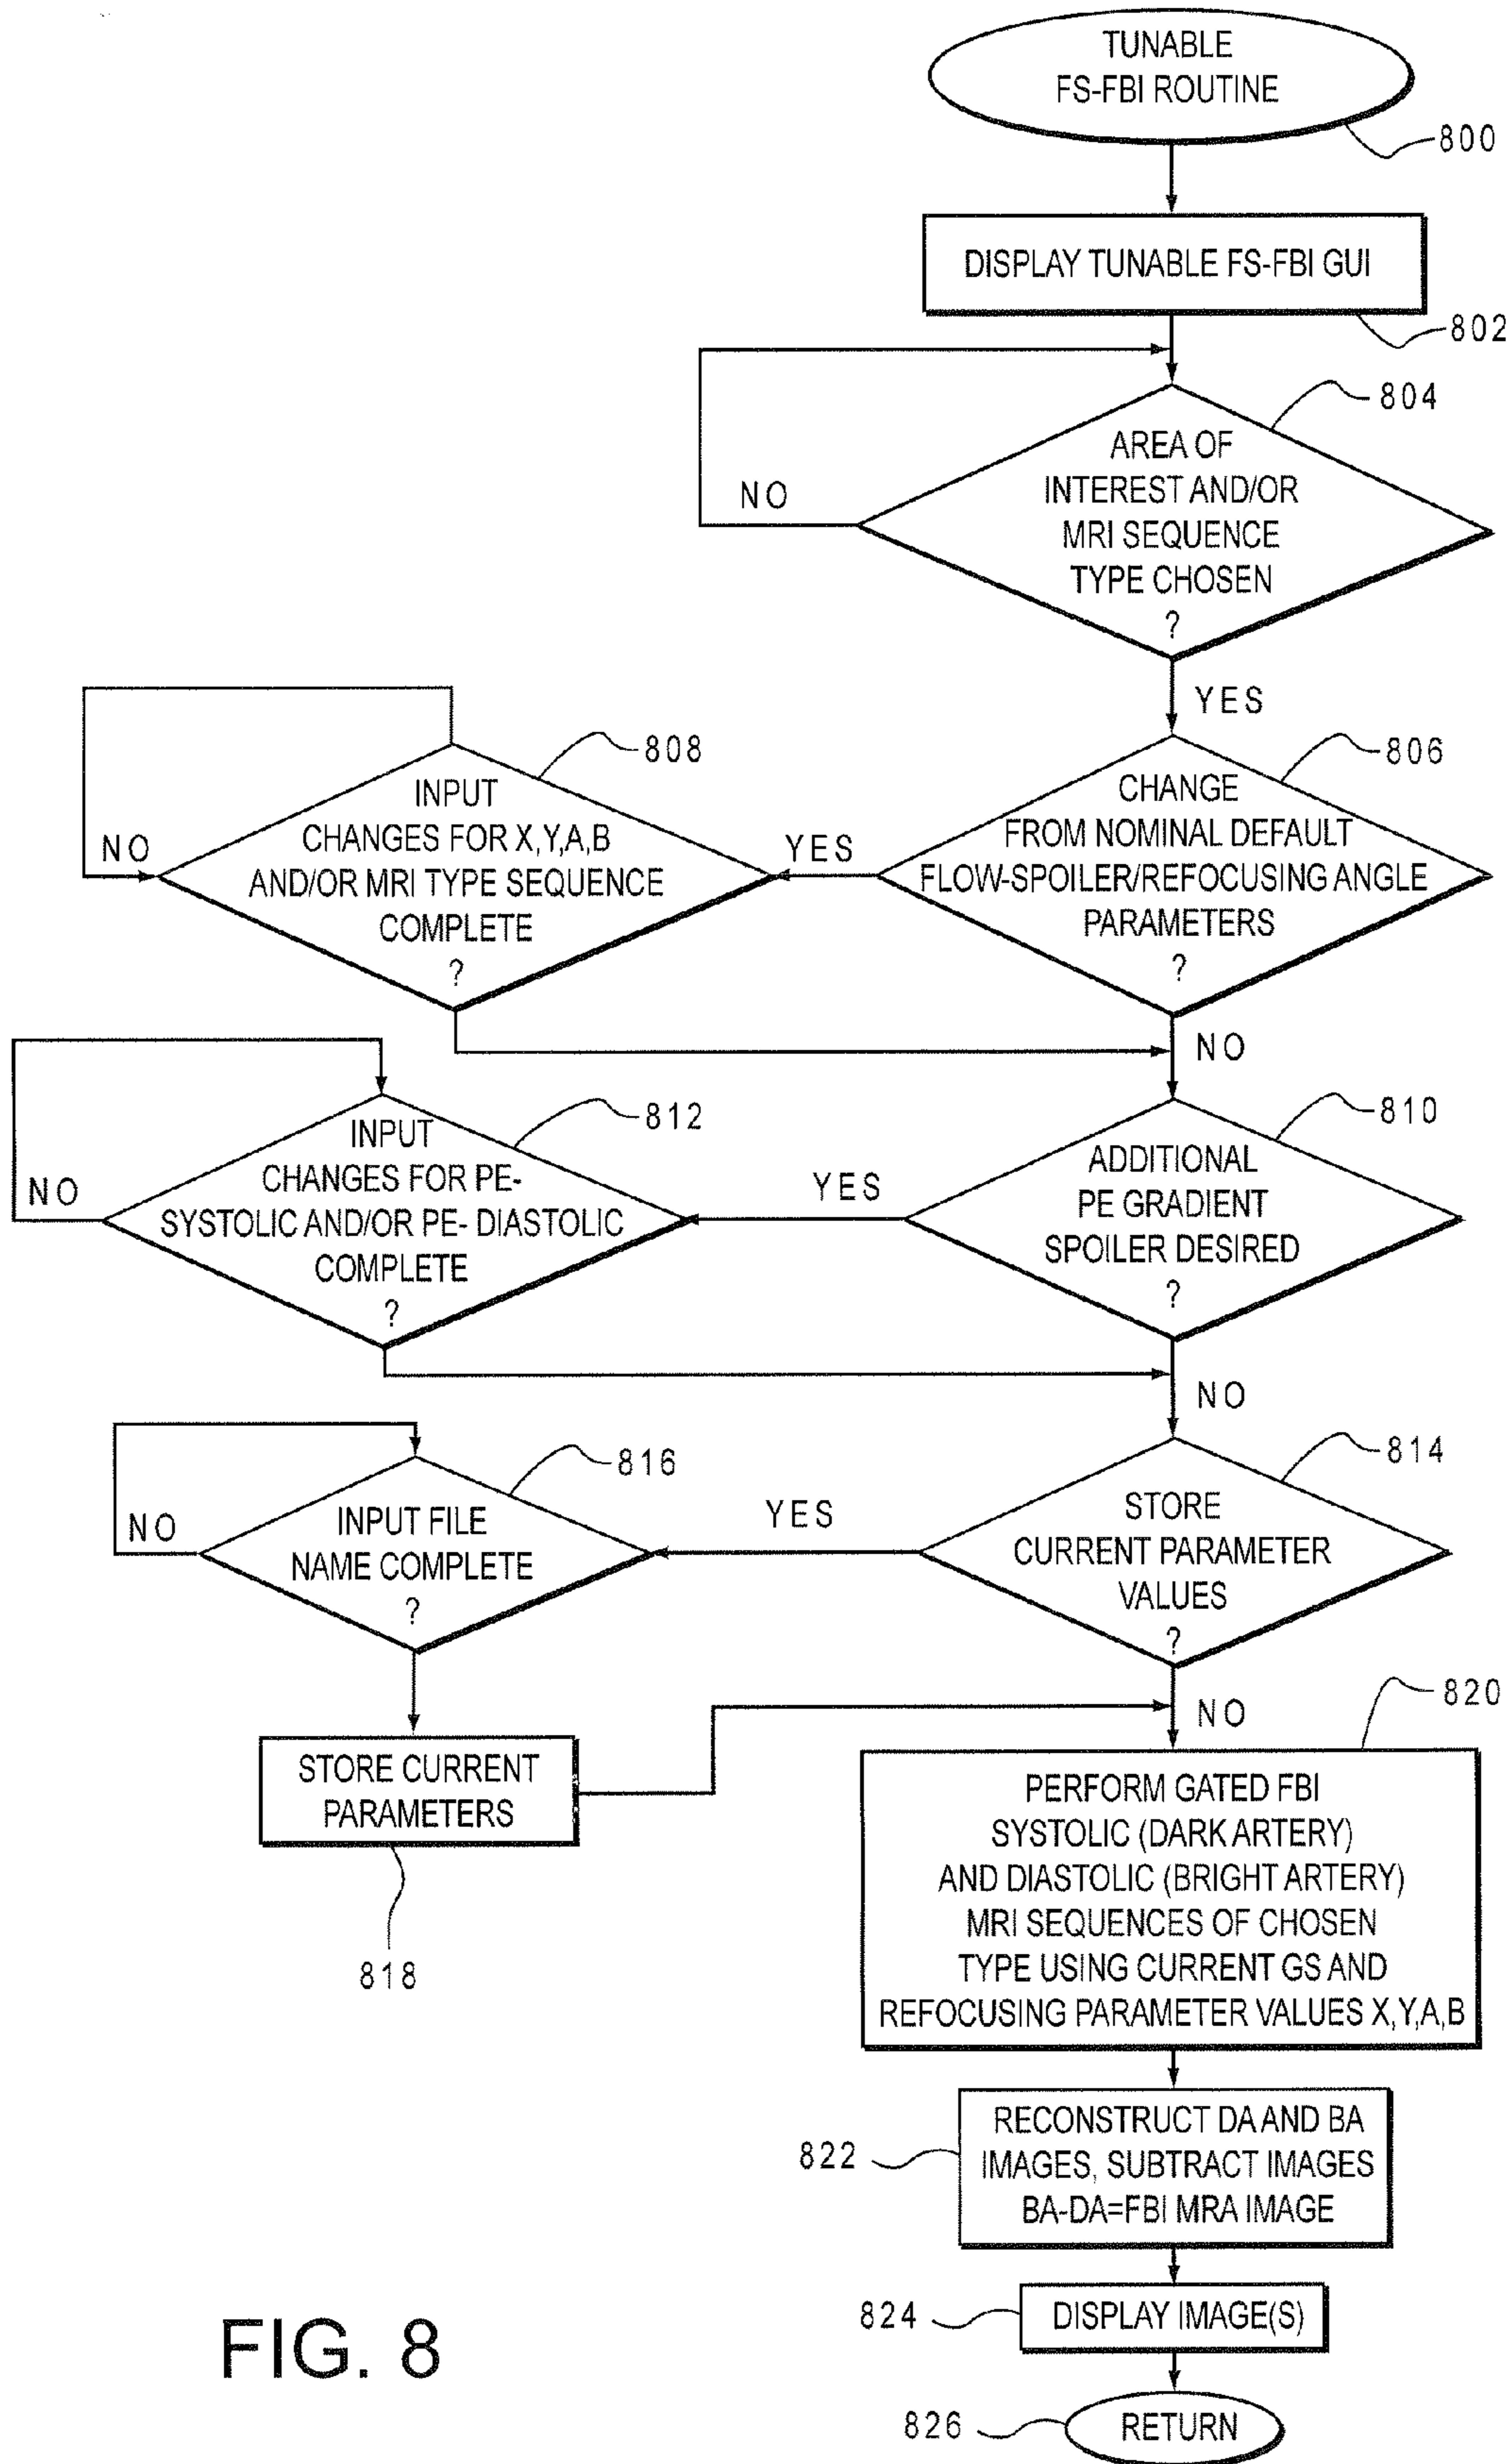 TUNABLE
FS-FBI ROUTINE
800
DISPLAY TUNABLE FS-FBI GUI
802
804
AREA OF
INTEREST AND/OR
MRI SEQUENCE
TYPE CHOSEN
?
NO
YES
806
CHANGE
FROM NOMINAL DEFAULT
FLOW-SPOILER/REFOCUSING ANGLE
PARAMETERS
?
YES
NO
808
INPUT
CHANGES FOR X,Y,A,B
AND/OR MRI TYPE SEQUENCE
COMPLETE
?
NO
810
ADDITIONAL
PE GRADIENT
SPOILER DESIRED
?
YES
NO
812
INPUT
CHANGES FOR PE-
SYSTOLIC AND/OR PE- DIASTOLIC
COMPLETE
?
NO
814
STORE
CURRENT PARAMETER
VALUES
?
YES
NO
816
INPUT FILE
NAME COMPLETE
?
NO
STORE CURRENT
PARAMETERS
818
820
PERFORM GATED FBI
SYSTOLIC (DARK ARTERY)
AND DIASTOLIC (BRIGHT ARTERY)
MRI SEQUENCES OF CHOSEN
TYPE USING CURRENT GS AND
REFOCUSING PARAMETER VALUES X,Y,A,B
822
RECONSTRUCT DA AND BA
IMAGES, SUBTRACT IMAGES
BA-DA=FBI MRA IMAGE
824
DISPLAY IMAGE(S)
826
RETURN
FIG. 8